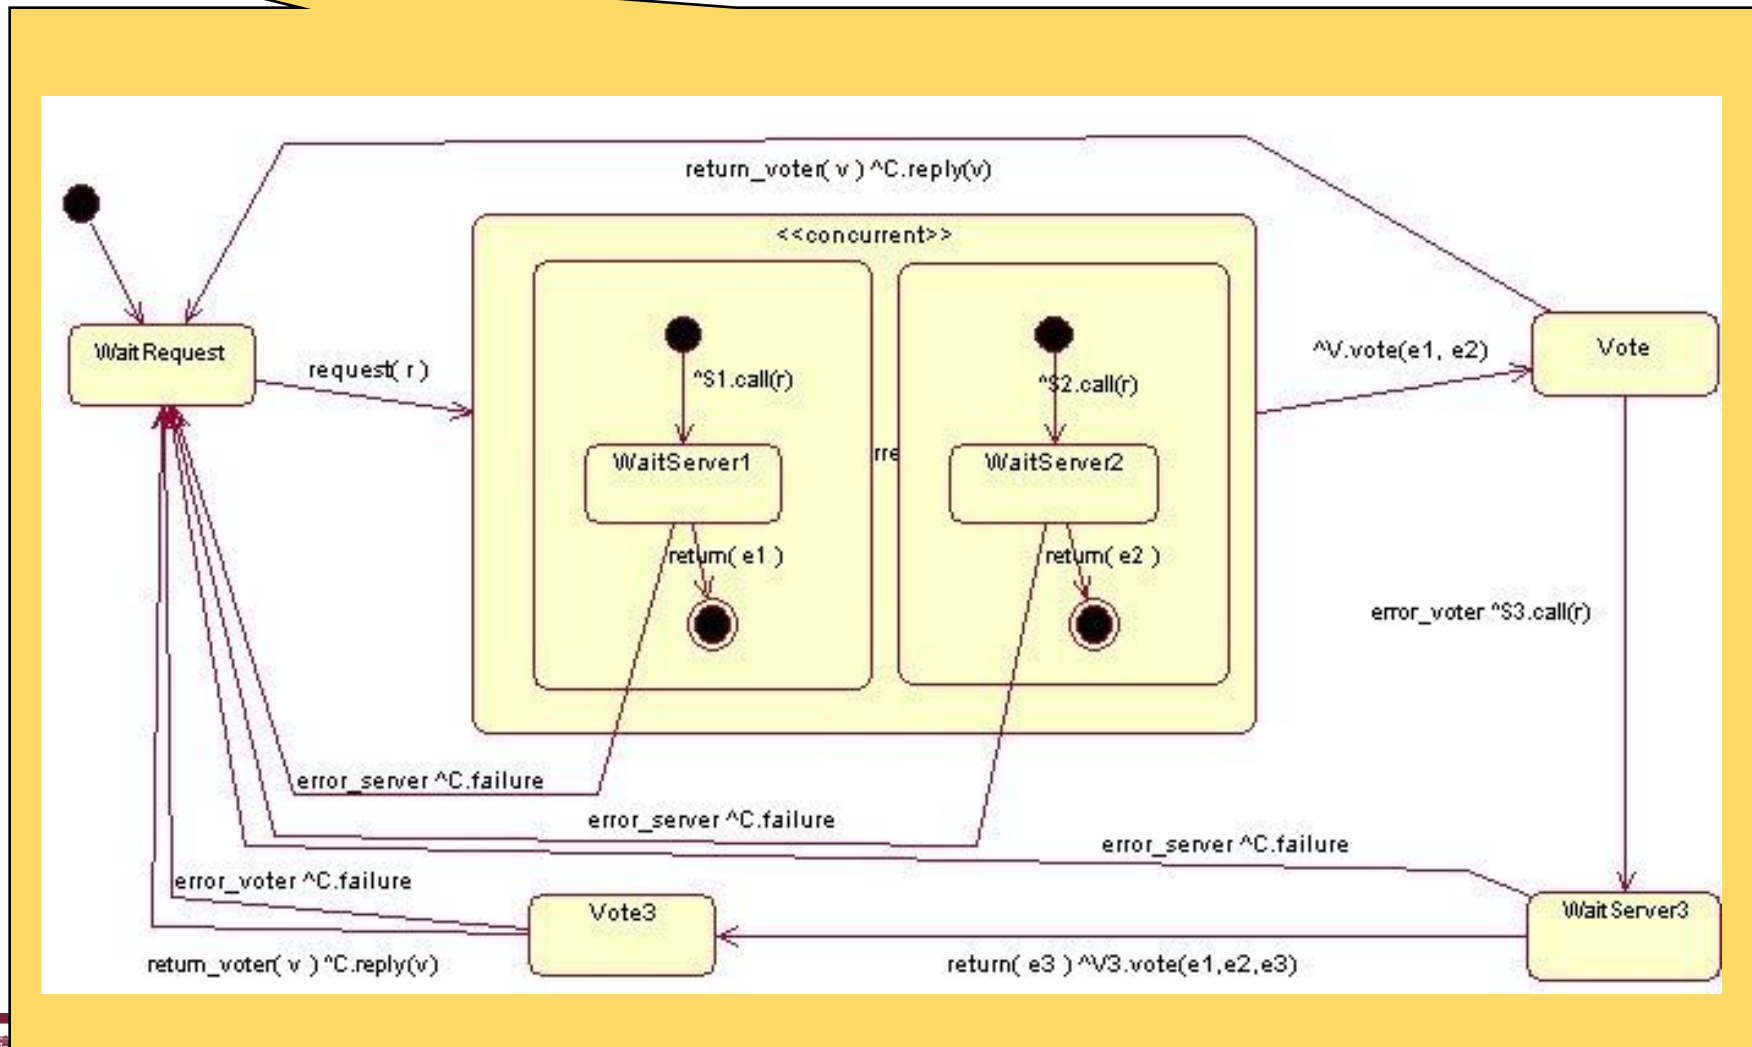 return_voter( v ) ^C.reply(v)
<<concurrent>>
WaitRequest
request( r )
^S1.call(r)
^S2.call(r)
^V.vote(e1, e2)
Vote
WaitServer1
rre
WaitServer2
return( e1 )
return( e2 )
error_voter ^S3.call(r)
error_server ^C.failure
error_server ^C.failure
error_server ^C.failure
error_voter ^C.failure
Vote3
WaitServer3
return_voter( v ) ^C.reply(v)
return( e3 ) ^V3.vote(e1,e2,e3)